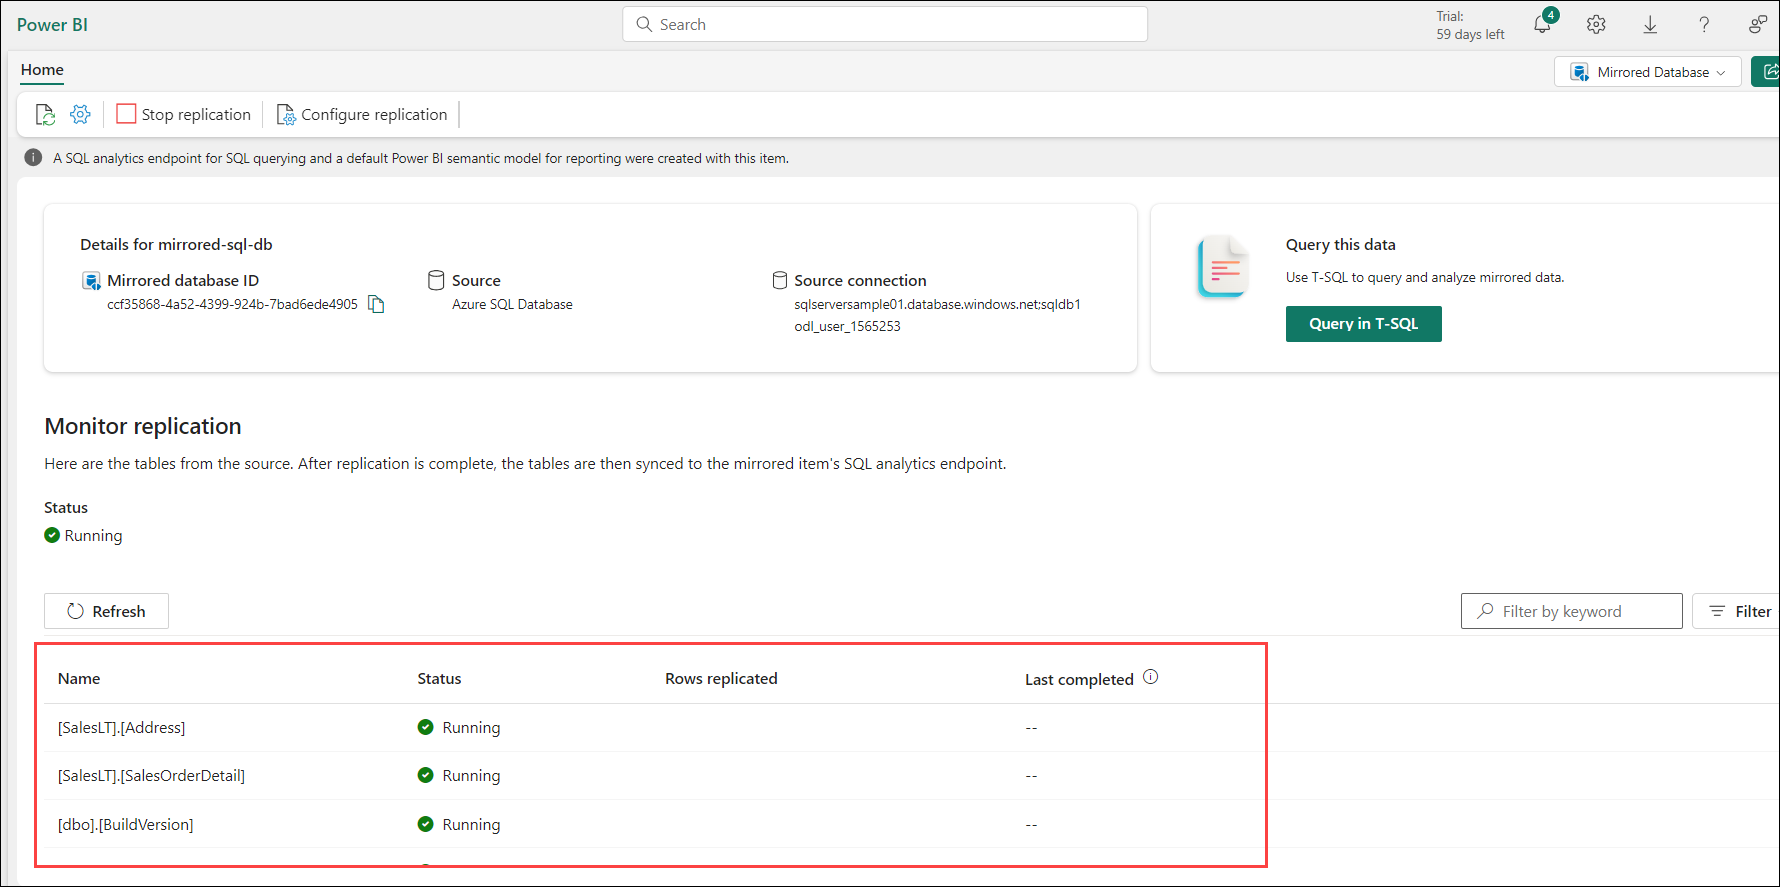 Power BI
Search
Trial:
59 days left
4
Home
Mirrored Database
Stop replication
Configure replication
A SQL analytics endpoint for SQL querying and a default Power BI semantic model for reporting were created with this item.
Details for mirrored-sql-db
Mirrored database ID
ccf35868-4a52-4399-924b-7bad6ede4905
Source
Azure SQL Database
Source connection
sqlserversample01.database.windows.net;sqldb1
odl_user_1565253
Query this data
Use T-SQL to query and analyze mirrored data.
Query in T-SQL
Monitor replication
Here are the tables from the source. After replication is complete, the tables are then synced to the mirrored item's SQL analytics endpoint.
Status
Running
Refresh
Filter by keyword
Filter
Name Status Rows replicated Last completed
[SalesLT].[Address] Running --
[SalesLT].[SalesOrderDetail] Running --
[dbo].[BuildVersion] Running --